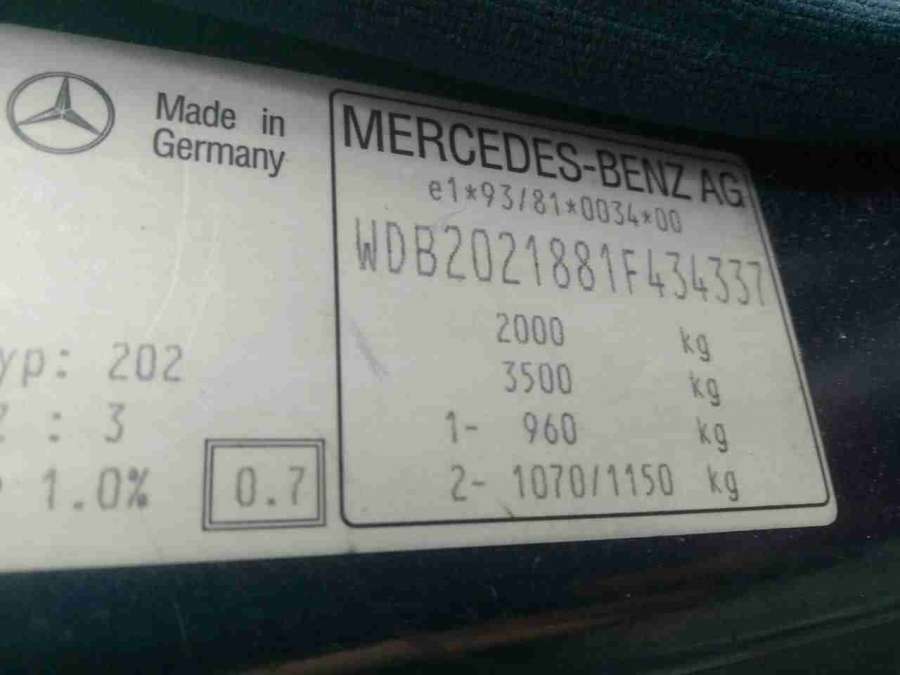 Made in
Germany
MERCEDES-BENZ AG
e1*93/81*0034*00
WDB2021881F434337
2000 kg
3500 kg
1- 960 kg
2- 1070/1150 kg
yp: 202
: 3
1.0% 0.7